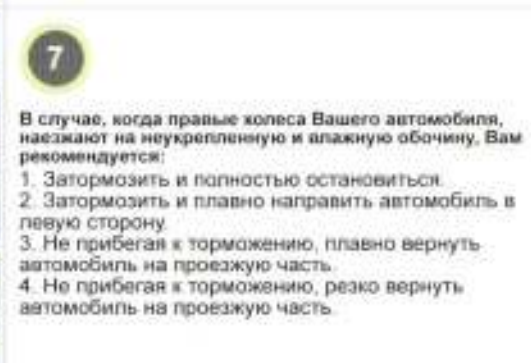 7
В случае, когда правые колеса Вашего автомобиля,
наезжают на неукрепленную и влажную обочину, Вам
рекомендуется:
1. Затормозить и полностью остановиться.
2. Затормозить и плавно направить автомобиль в
левую сторону.
3. Не прибегая к торможению, плавно вернуть
автомобиль на проезжую часть.
4. Не прибегая к торможению, резко вернуть
автомобиль на проезжую часть.